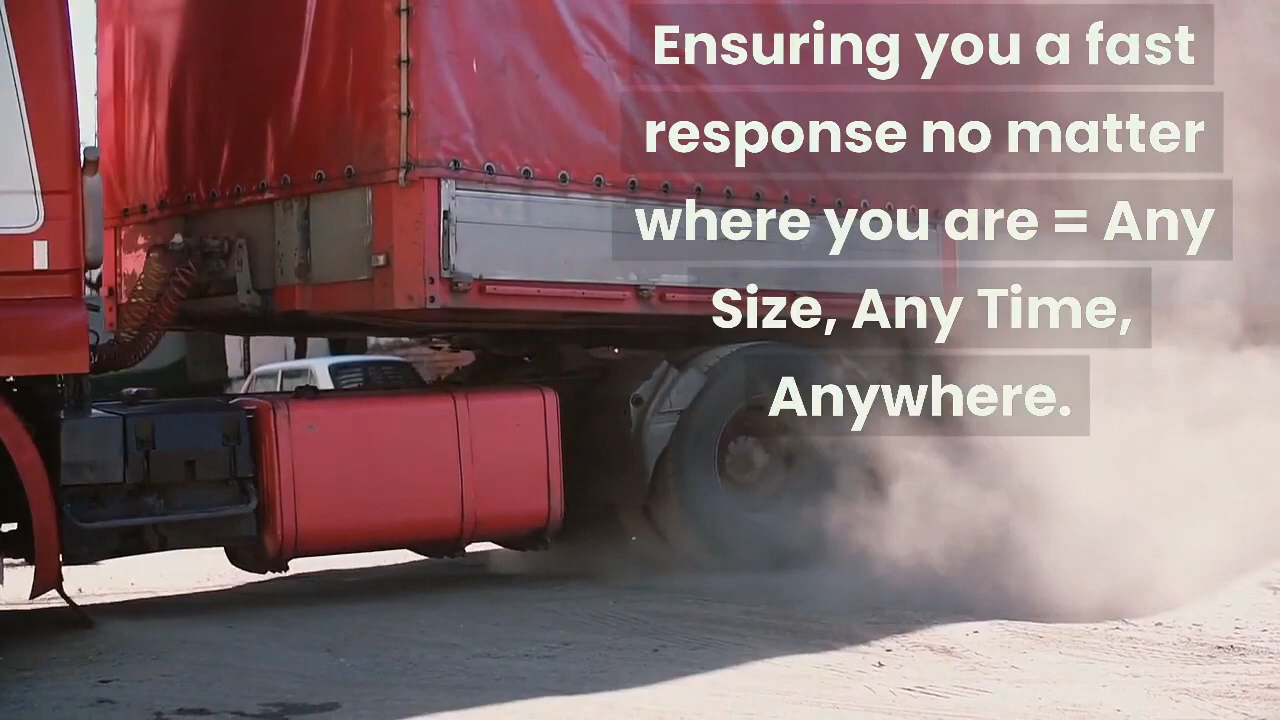 Ensuring you a fast
response no matter
where you are = Any
Size, Any Time,
Anywhere.